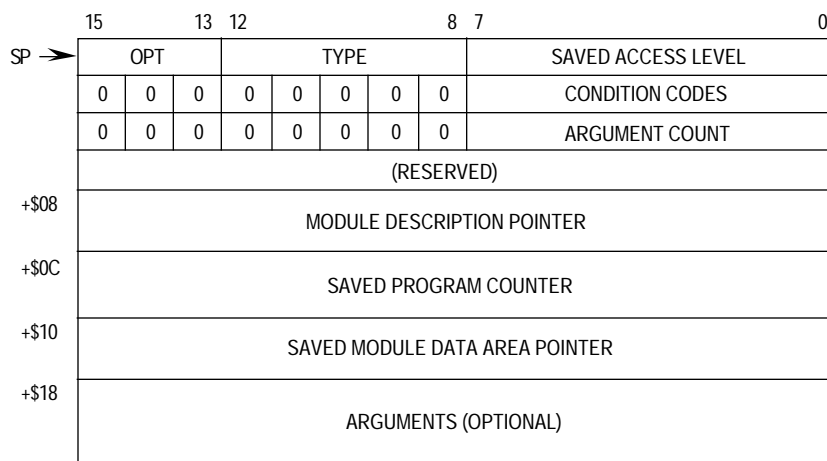 15 13 12 8 7 0
SP OPT TYPE SAVED ACCESS LEVEL
0 0 0 0 0 0 0 0 CONDITION CODES
0 0 0 0 0 0 0 0 ARGUMENT COUNT
(RESERVED)
+$08
MODULE DESCRIPTION POINTER
+$0C
SAVED PROGRAM COUNTER
+$10
SAVED MODULE DATA AREA POINTER
+$18
ARGUMENTS (OPTIONAL)